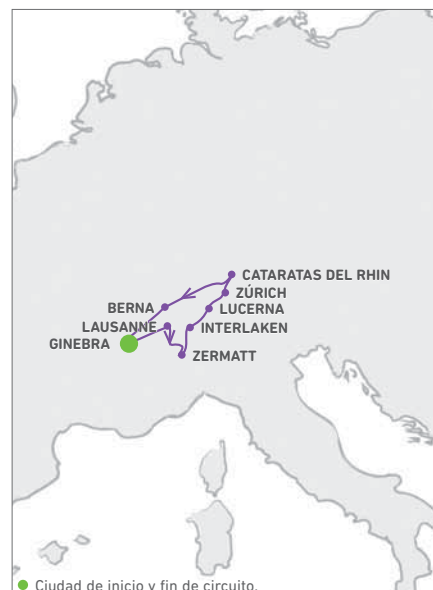 CATARATAS DEL RHIN
ZÚRICH
BERNA
LUCERNA
LAUSANNE
INTERLAKEN
GINEBRA
ZERMATT
Ciudad de inicio y fin de circuito.